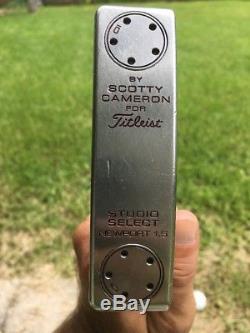 BY
SCOTTY
CAMERON
FOR
Titleist
STUDIO
SELECT
NEWPORT 1.5